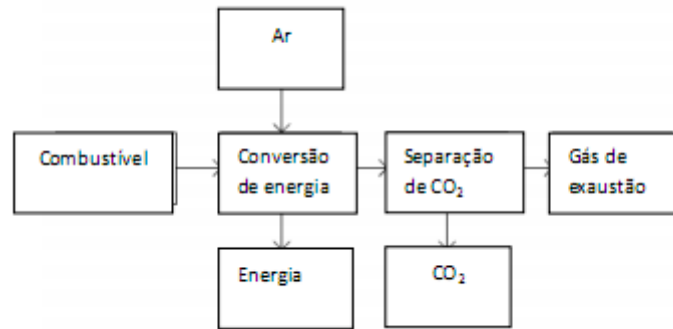 Ar
Combustível
Conversão
de energia
Separação
de CO₂
Gás de
exaustão
Energia
CO₂